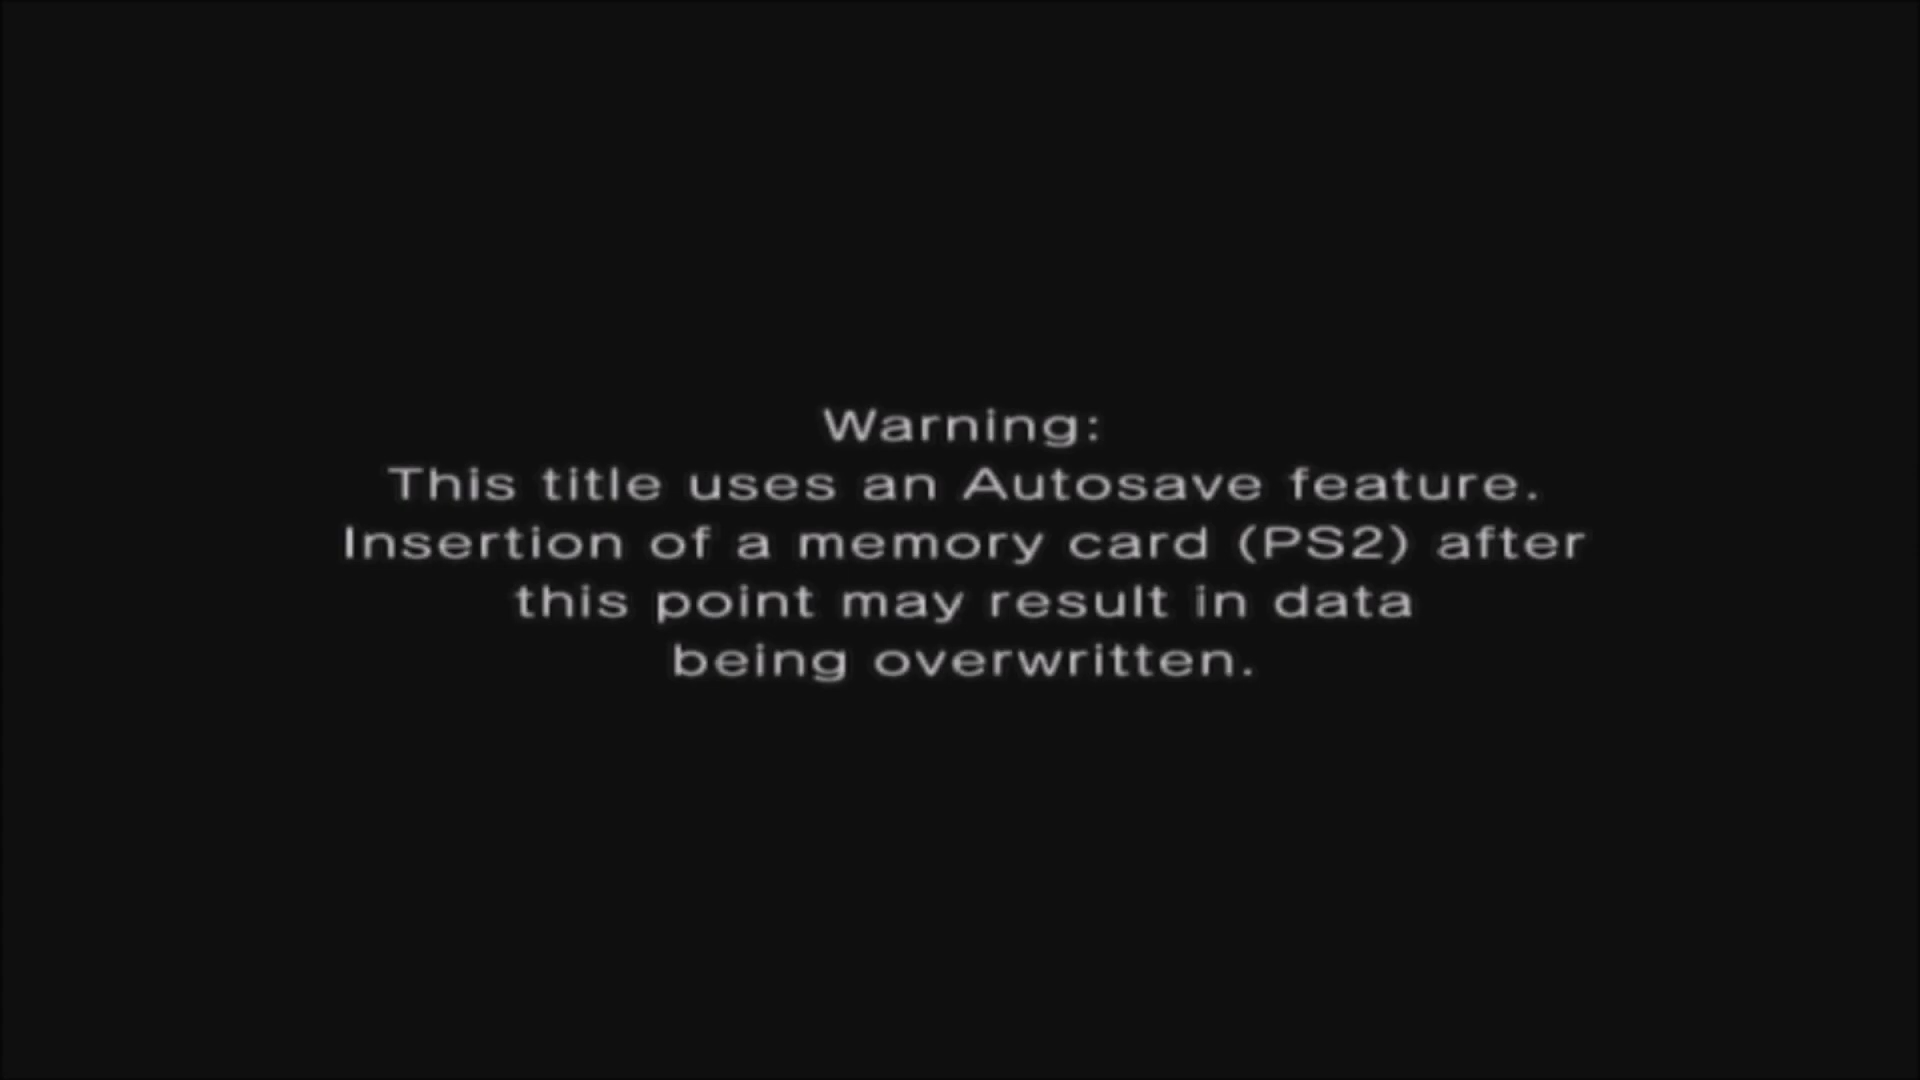 Warning:
This title uses an Autosave feature.
Insertion of a memory card (PS2) after
this point may result in data
being overwritten.